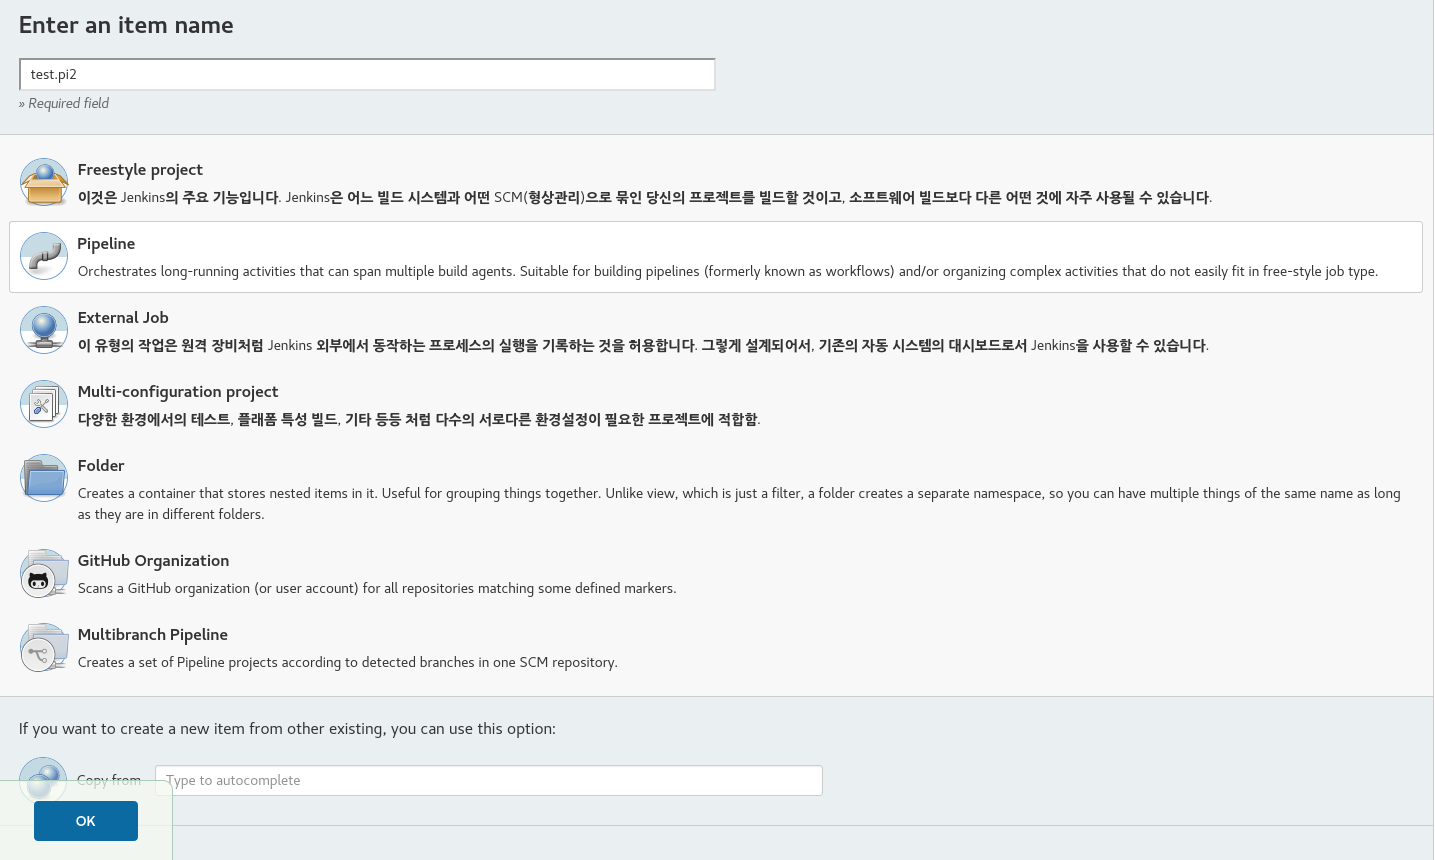 Enter an item name
test.pi2
» Required field
Freestyle project
이것은 Jenkins의 주요 기능입니다. Jenkins은 어느 빌드 시스템과 어떤 SCM(형상관리)으로 묶인 당신의 프로젝트를 빌드할 것이고, 소프트웨어 빌드보다 다른 어떤 것에 자주 사용될 수 있습니다.
Pipeline
Orchestrates long-running activities that can span multiple build agents. Suitable for building pipelines (formerly known as workflows) and/or organizing complex activities that do not easily fit in free-style job type.
External Job
이 유형의 작업은 원격 장비처럼 Jenkins 외부에서 동작하는 프로세스의 실행을 기록하는 것을 허용합니다. 그렇게 설계되어서, 기존의 자동 시스템의 대시보드로서 Jenkins을 사용할 수 있습니다.
Multi-configuration project
다양한 환경에서의 테스트, 플래폼 특성 빌드, 기타 등등 처럼 다수의 서로다른 환경설정이 필요한 프로젝트에 적합함.
Folder
Creates a container that stores nested items in it. Useful for grouping things together. Unlike view, which is just a filter, a folder creates a separate namespace, so you can have multiple things of the same name as long
as they are in different folders.
GitHub Organization
Scans a GitHub organization (or user account) for all repositories matching some defined markers.
Multibranch Pipeline
Creates a set of Pipeline projects according to detected branches in one SCM repository.
If you want to create a new item from other existing, you can use this option:
Copy from
Type to autocomplete
OK